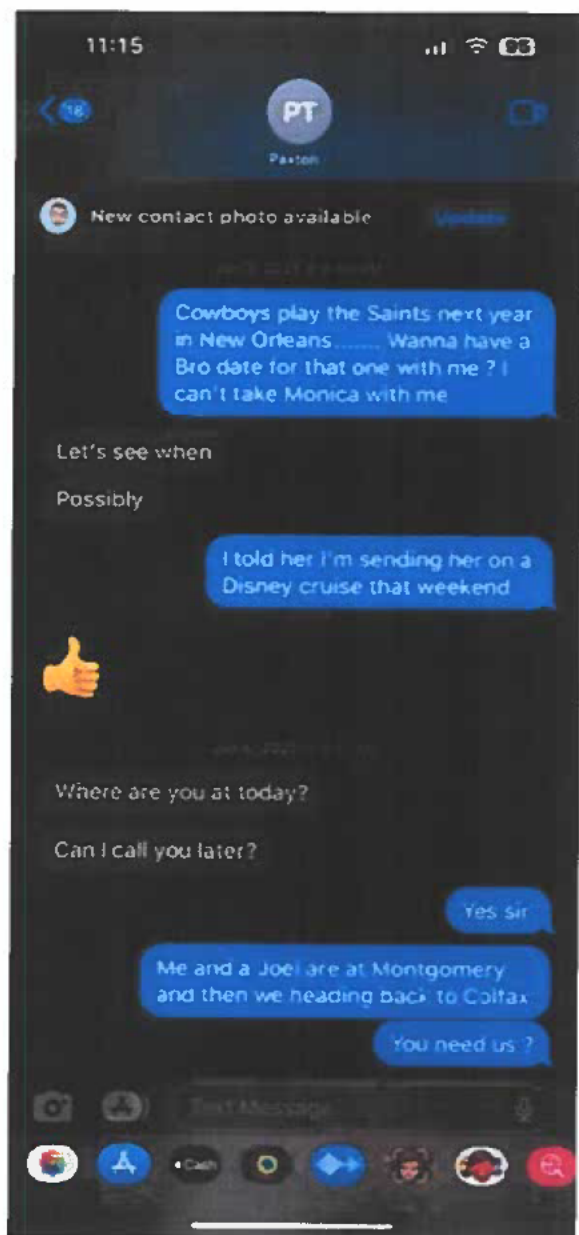 11:15
98
18
PT
Paxton
New contact photo available
Update
Cowboys play the Saints next year
in New Orleans....... Wanna have a
Bro date for that one with me ? I
can't take Monica with me
Let's see when
Possibly
I told her I'm sending her on a
Disney cruise that weekend
Where are you at today?
Can I call you later?
Yes sir
Me and a Joel are at Montgomery
and then we heading back to Colfax
You need us ?
Text Message
Cash